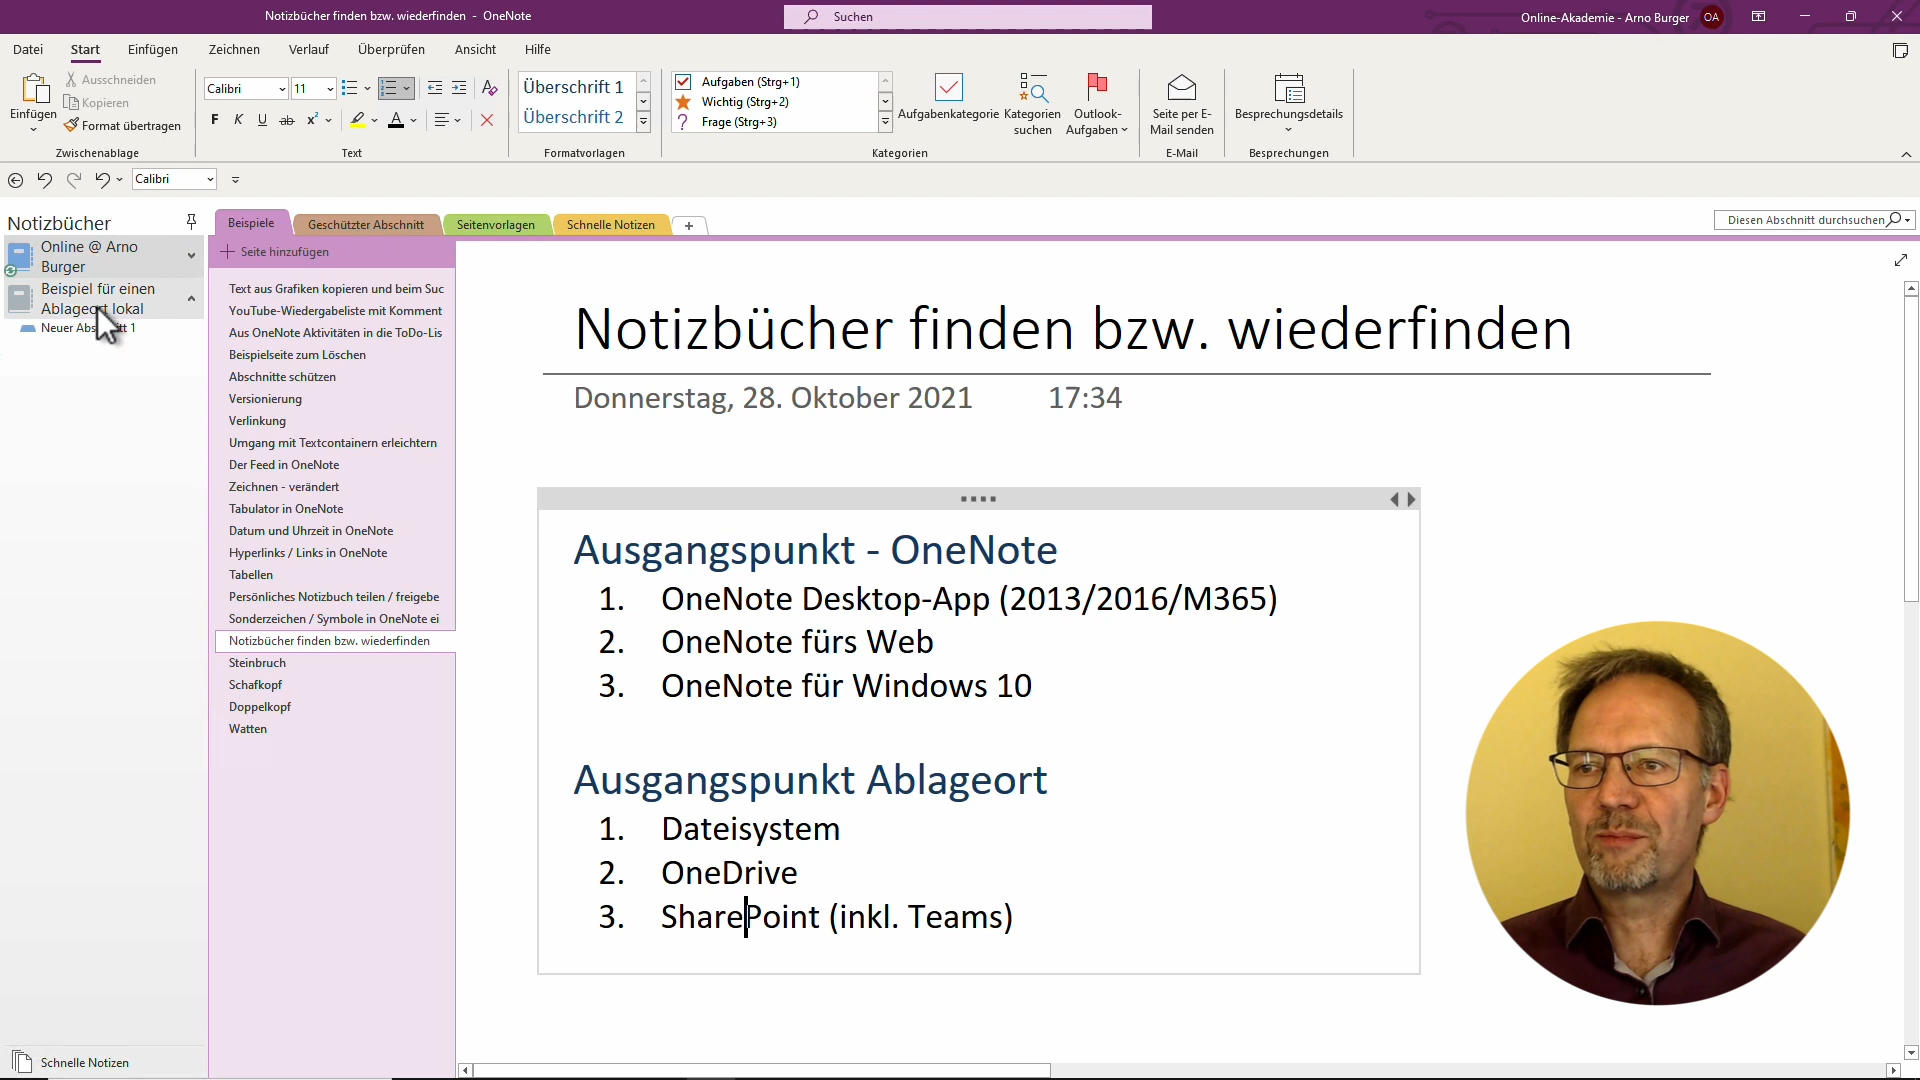 Notizbücher finden bzw. wiederfinden - OneNote
Suchen
Online-Akademie - Arno Burger
OA
Datei Start Einfügen Zeichnen Verlauf Überprüfen Ansicht Hilfe
Einfügen
Ausschneiden
Kopieren
Format übertragen
Zwischenablage
Calibri 11
F K U ab x² A
Text
Überschrift 1
Überschrift 2
Formatvorlagen
Aufgaben (Strg+1)
Wichtig (Strg+2)
Frage (Strg+3)
Aufgabenkategorie
Kategorien suchen
Outlook-Aufgaben
Kategorien
Seite per E-Mail senden
E-Mail
Besprechungsdetails
Besprechungen
Calibri
Notizbücher
Online @ Arno
Burger
Beispiel für einen
Ablageort lokal
Beispiele
Geschützter Abschnitt
Seitenvorlagen
Schnelle Notizen
+
Diesen Abschnitt durchsuchen
Seite hinzufügen
Text aus Grafiken kopieren und beim Suc
YouTube-Wiedergabeliste mit Komment
Aus OneNote Aktivitäten in die ToDo-Lis
Beispielseite zum Löschen
Abschnitte schützen
Versionierung
Verlinkung
Umgang mit Textcontainern erleichtern
Der Feed in OneNote
Zeichnen - verändert
Tabulator in OneNote
Datum und Uhrzeit in OneNote
Hyperlinks / Links in OneNote
Tabellen
Persönliches Notizbuch teilen / freigebe
Sonderzeichen / Symbole in OneNote ei
Notizbücher finden bzw. wiederfinden
Steinbruch
Schafkopf
Doppelkopf
Watten
Schnelle Notizen
Notizbücher finden bzw. wiederfinden
Donnerstag, 28. Oktober 2021 17:34
Ausgangspunkt - OneNote
1. OneNote Desktop-App (2013/2016/M365)
2. OneNote fürs Web
3. OneNote für Windows 10
Ausgangspunkt Ablageort
1. Dateisystem
2. OneDrive
3. SharePoint (inkl. Teams)